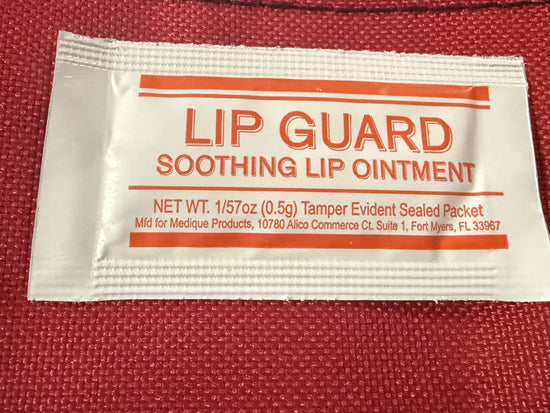 LIP GUARD
SOOTHING LIP OINTMENT
NET WT. 1/57oz (0.5g) Tamper Evident Sealed Packet
Mfd for Medique Products, 10780 Alico Commerce Ct. Suite 1, Fort Myers, FL 33967